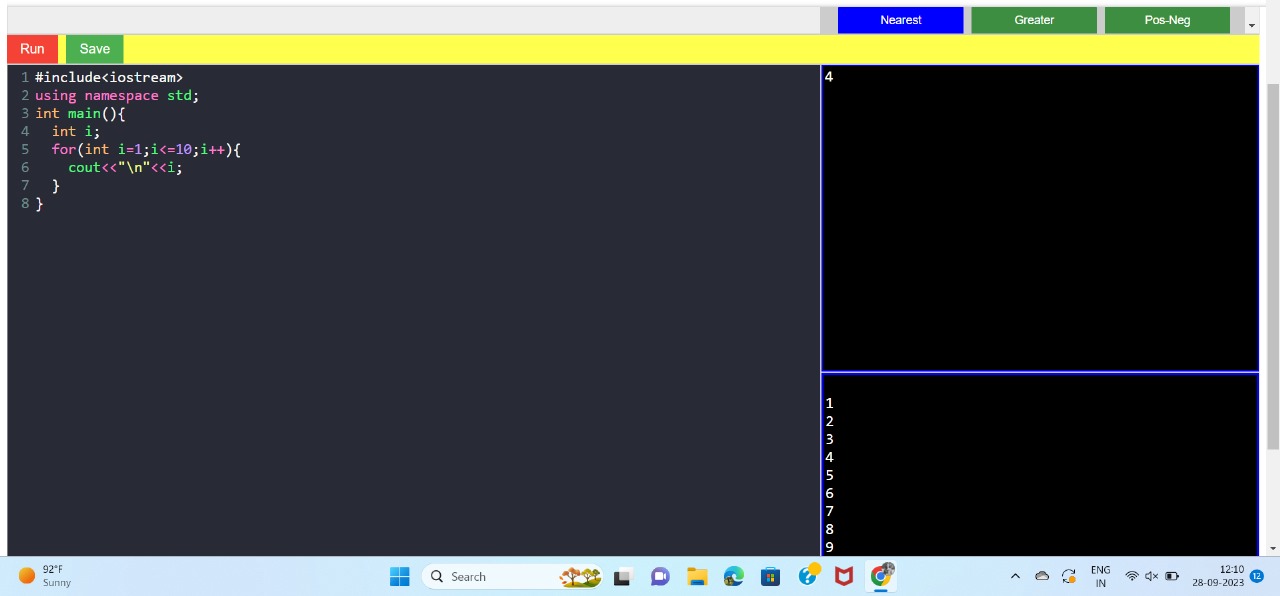 Nearest Greater Pos-Neg
Run Save
1 #include<iostream>
2 using namespace std;
3 int main(){
4   int i;
5   for(int i=1;i<=10;i++){
6     cout<<"\n"<<i;
7   }
8 }
4
1
2
3
4
5
6
7
8
9
92°F
Sunny
Search
ENG
IN
12:10
28-09-2023
12